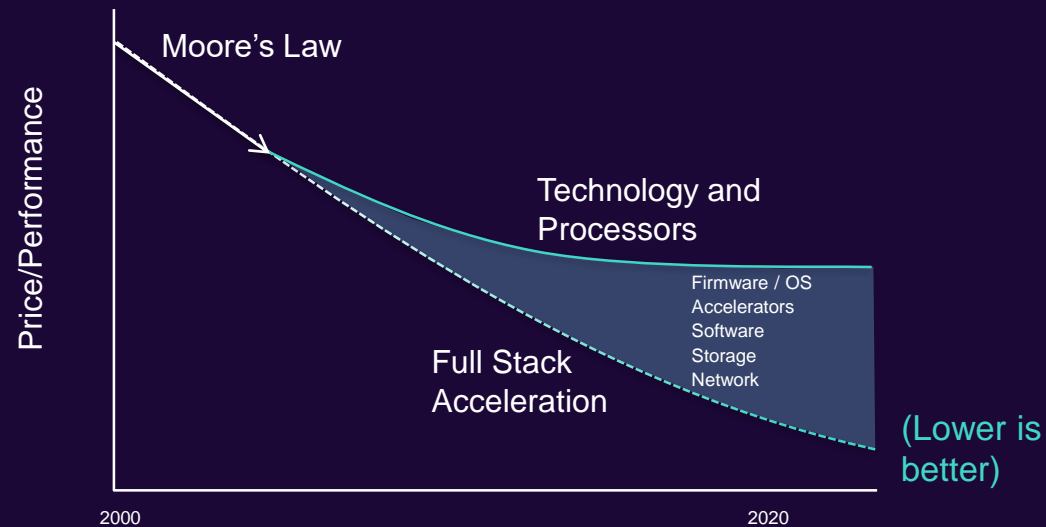 Moore's Law
Price/Performance
Technology and
Processors
Firmware / OS
Accelerators
Software
Storage
Network
Full Stack
Acceleration
(Lower is
better)
2000
2020